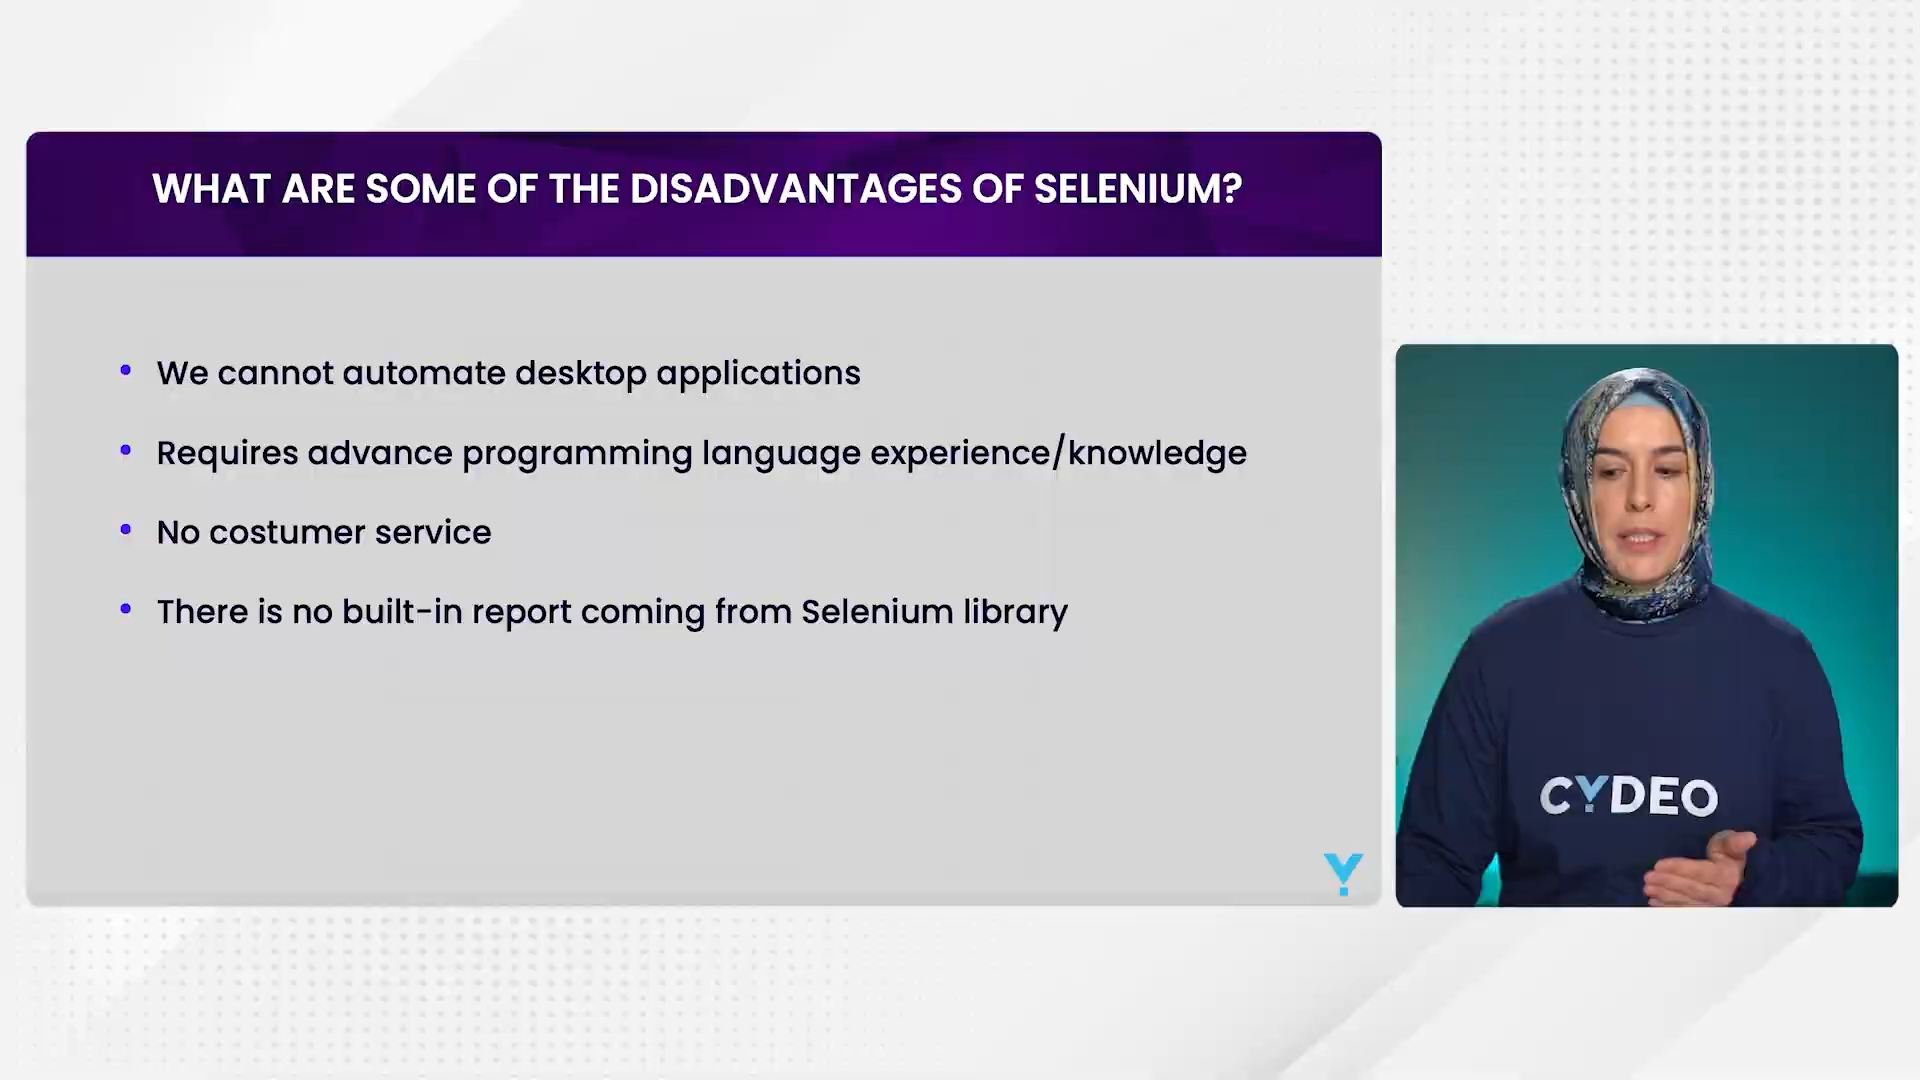 WHAT ARE SOME OF THE DISADVANTAGES OF SELENIUM?
• We cannot automate desktop applications
• Requires advance programming language experience/knowledge
• No costumer service
• There is no built-in report coming from Selenium library
CYDEO